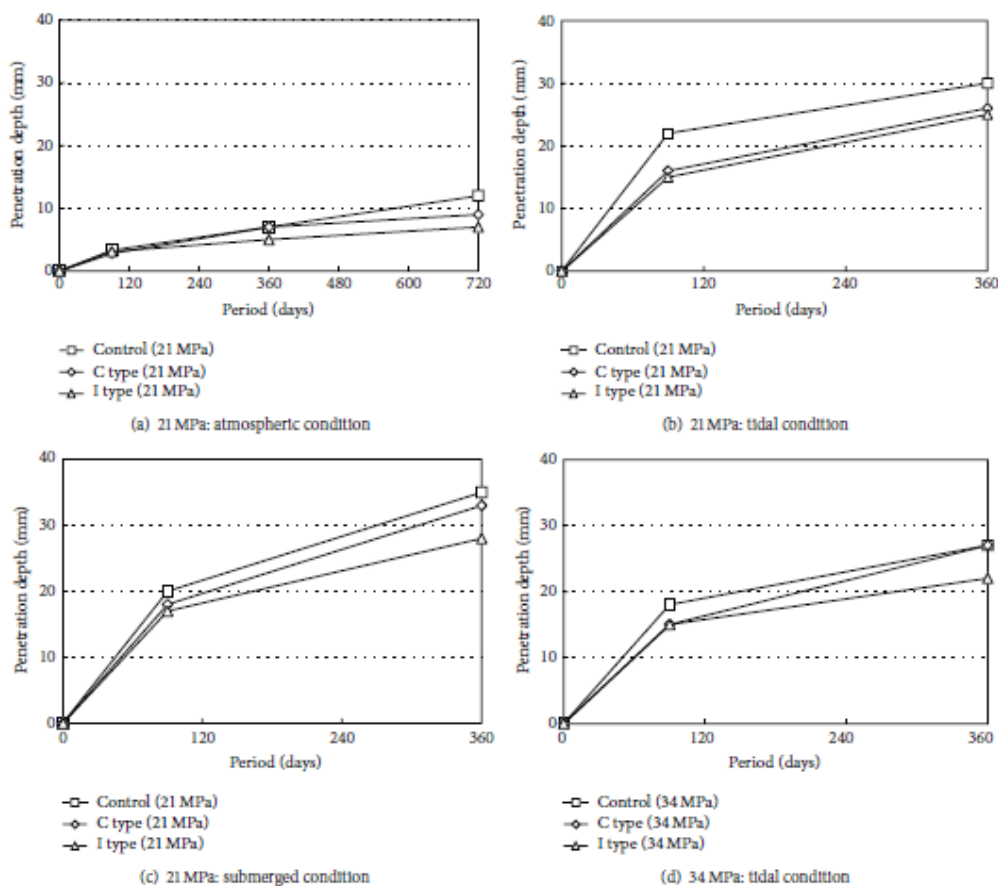 40
30
20
10
0
Penetration depth (mm)
0 120 240 360 480 600 720
Period (days)
Control (21 MPa)
C type (21 MPa)
I type (21 MPa)
(a) 21 MPa: atmospheric condition
40
30
20
10
0
Penetration depth (mm)
0 120 240 360
Period (days)
Control (21 MPa)
C type (21 MPa)
I type (21 MPa)
(b) 21 MPa: tidal condition
40
30
20
10
0
Penetration depth (mm)
0 120 240 360
Period (days)
Control (21 MPa)
C type (21 MPa)
I type (21 MPa)
(c) 21 MPa: submerged condition
40
30
20
10
0
Penetration depth (mm)
0 120 240 360
Period (days)
Control (34 MPa)
C type (34 MPa)
I type (34 MPa)
(d) 34 MPa: tidal condition